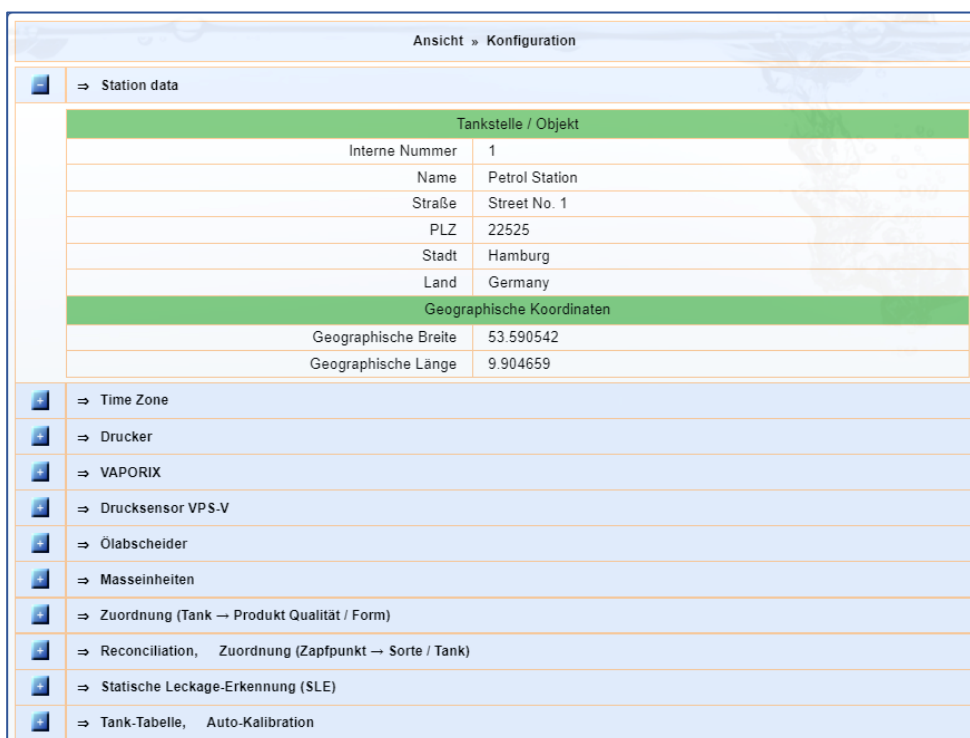 Ansicht » Konfiguration
⇒ Station data
Tankstelle / Objekt
Interne Nummer 1
Name Petrol Station
Straße Street No. 1
PLZ 22525
Stadt Hamburg
Land Germany
Geographische Koordinaten
Geographische Breite 53.590542
Geographische Länge 9.904659
⇒ Time Zone
⇒ Drucker
⇒ VAPORIX
⇒ Drucksensor VPS-V
⇒ Ölabscheider
⇒ Masseinheiten
⇒ Zuordnung (Tank → Produkt Qualität / Form)
⇒ Reconciliation, Zuordnung (Zapfpunkt → Sorte / Tank)
⇒ Statische Leckage-Erkennung (SLE)
⇒ Tank-Tabelle, Auto-Kalibration